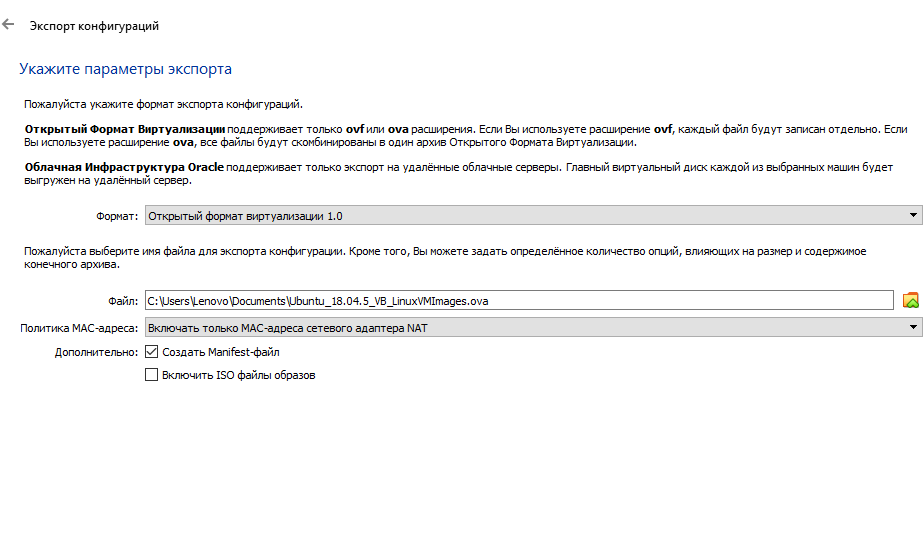 Экспорт конфигураций
Укажите параметры экспорта
Пожалуйста укажите формат экспорта конфигураций.
Открытый Формат Виртуализации поддерживает только ovf или ova расширения. Если Вы используете расширение ovf, каждый файл будут записан отдельно. Если
Вы используете расширение ova, все файлы будут скомбинированы в один архив Открытого Формата Виртуализации.
Облачная Инфраструктура Oracle поддерживает только экспорт на удалённые облачные серверы. Главный виртуальный диск каждой из выбранных машин будет
выгружен на удалённый сервер.
Формат: Открытый формат виртуализации 1.0
Пожалуйста выберите имя файла для экспорта конфигурации. Кроме того, Вы можете задать определённое количество опций, влияющих на размер и содержимое
конечного архива.
Файл: C:\Users\Lenovo\Documents\Ubuntu_18.04.5_VB_LinuxVMImages.ova
Политика MAC-адреса: Включать только MAC-адреса сетевого адаптера NAT
Дополнительно: Создать Manifest-файл
Включить ISO файлы образов